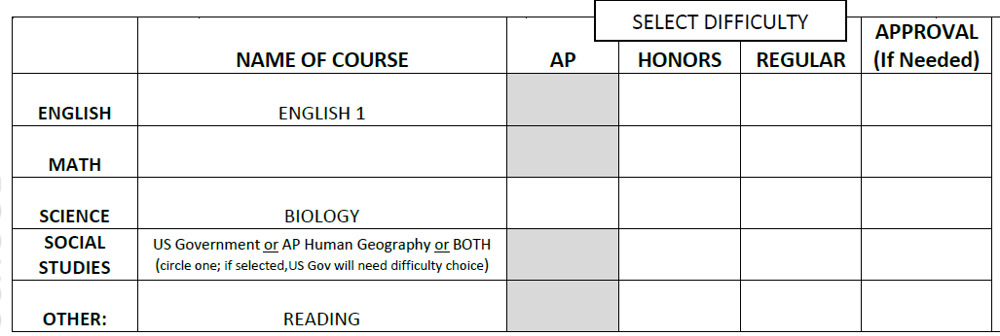 SELECT DIFFICULTY
NAME OF COURSE
AP
HONORS
REGULAR
APPROVAL
(If Needed)
ENGLISH
ENGLISH 1
MATH
SCIENCE
BIOLOGY
SOCIAL
STUDIES
US Government or AP Human Geography or BOTH
(circle one; if selected,US Gov will need difficulty choice)
OTHER:
READING